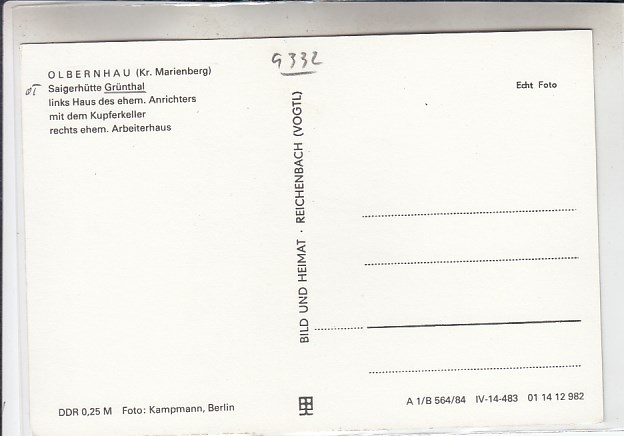 G 332
OLBERNHAU (Kr. Marienberg)
Saigerhütte Grünthal
links Haus des ehem. Anrichters
mit dem Kupferkeller
rechts ehem. Arbeiterhaus
BILD UND HEIMAT · REICHENBACH (VOGTL)
Echt Foto
DDR 0,25 M Foto: Kampmann, Berlin
A 1/B 564/84 IV-14-483 01 14 12 982